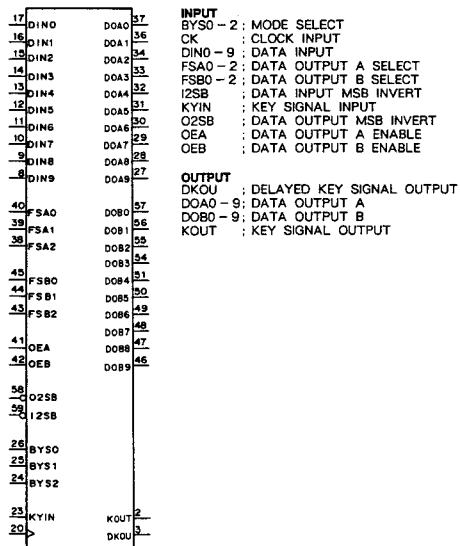 17 DIN0 DOA0 37
16 DIN1 DOA1 36
15 DIN2 DOA2 34
14 DIN3 DOA3 33
13 DIN4 DOA4 32
12 DIN5 DOA5 31
11 DIN6 DOA6 30
10 DIN7 DOA7 29
9 DIN8 DOA8 28
8 DIN9 DOA9 27
40 FSA0 DOB0 57
39 FSA1 DOB1 56
38 FSA2 DOB2 55
DOB3 54
45 FSB0 DOB4 51
44 FSB1 DOB5 50
43 FSB2 DOB6 49
DOB7 48
41 OEA DOB8 47
42 OEB DOB9 46
58 O2SB
59 I2SB
26 BYS0
25 BYS1
24 BYS2
23 KYIN KOUT 2
20 DKOU 3
INPUT
BYS0 - 2 ; MODE SELECT
CK ; CLOCK INPUT
DIN0 - 9 ; DATA INPUT
FSA0 - 2 ; DATA OUTPUT A SELECT
FSB0 - 2 ; DATA OUTPUT B SELECT
I2SB ; DATA INPUT MSB INVERT
KYIN ; KEY SIGNAL INPUT
O2SB ; DATA OUTPUT MSB INVERT
OEA ; DATA OUTPUT A ENABLE
OEB ; DATA OUTPUT B ENABLE
OUTPUT
DKOU ; DELAYED KEY SIGNAL OUTPUT
DOA0 - 9; DATA OUTPUT A
DOB0 - 9; DATA OUTPUT B
KOUT ; KEY SIGNAL OUTPUT